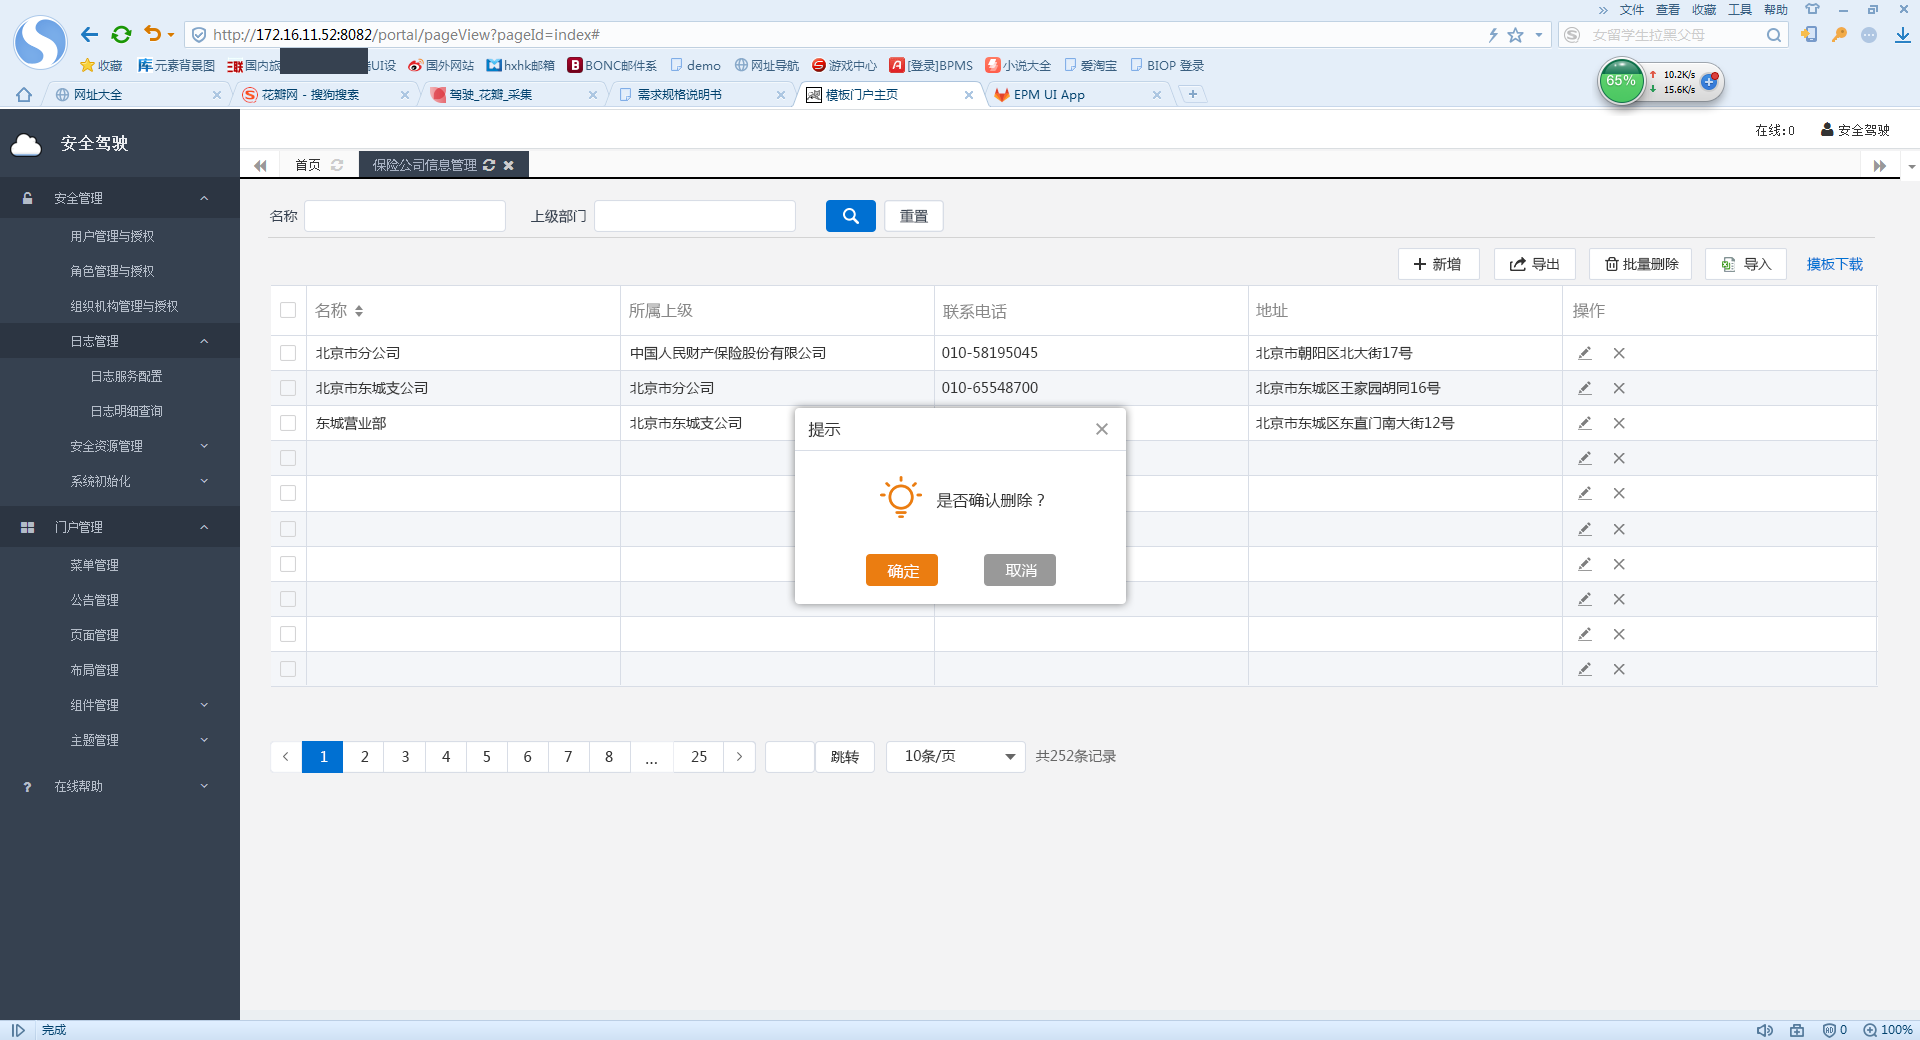 文件 查看 收藏 工具 帮助
http://172.16.11.52:8082/portal/pageView?pageId=index#
女留学生拉黑父母
收藏 元素背景图 国内旅 UI设 国外网站 hxhk邮箱 BONC邮件系 demo 网址导航 游戏中心 [登录]BPMS 小说大全 爱淘宝 BIOP 登录
65% 10.2K/s
15.6K/s
网址大全 花瓣网 - 搜狗搜索 驾驶_花瓣_采集 需求规格说明书 模板门户主页 EPM UI App
安全驾驶
在线:0 安全驾驶
首页 保险公司信息管理
安全管理
用户管理与授权
角色管理与授权
组织机构管理与授权
日志管理
日志服务配置
日志明细查询
安全资源管理
系统初始化
门户管理
菜单管理
公告管理
页面管理
布局管理
组件管理
主题管理
? 在线帮助
名称 上级部门 重置
新增 导出 批量删除 导入 摸板下载
名称 所属上级 联系电话 地址 操作
北京市分公司 中国人民财产保险股份有限公司 010-58195045 北京市朝阳区北大街17号
北京市东城支公司 北京市分公司 010-65548700 北京市东城区王家园胡同16号
东城营业部 北京市东城支公司 北京市东城区东直门南大街12号
提示
是否确认删除？
确定 取消
1 2 3 4 5 6 7 8 ... 25 跳转 10条/页 共252条记录
完成
0 100%